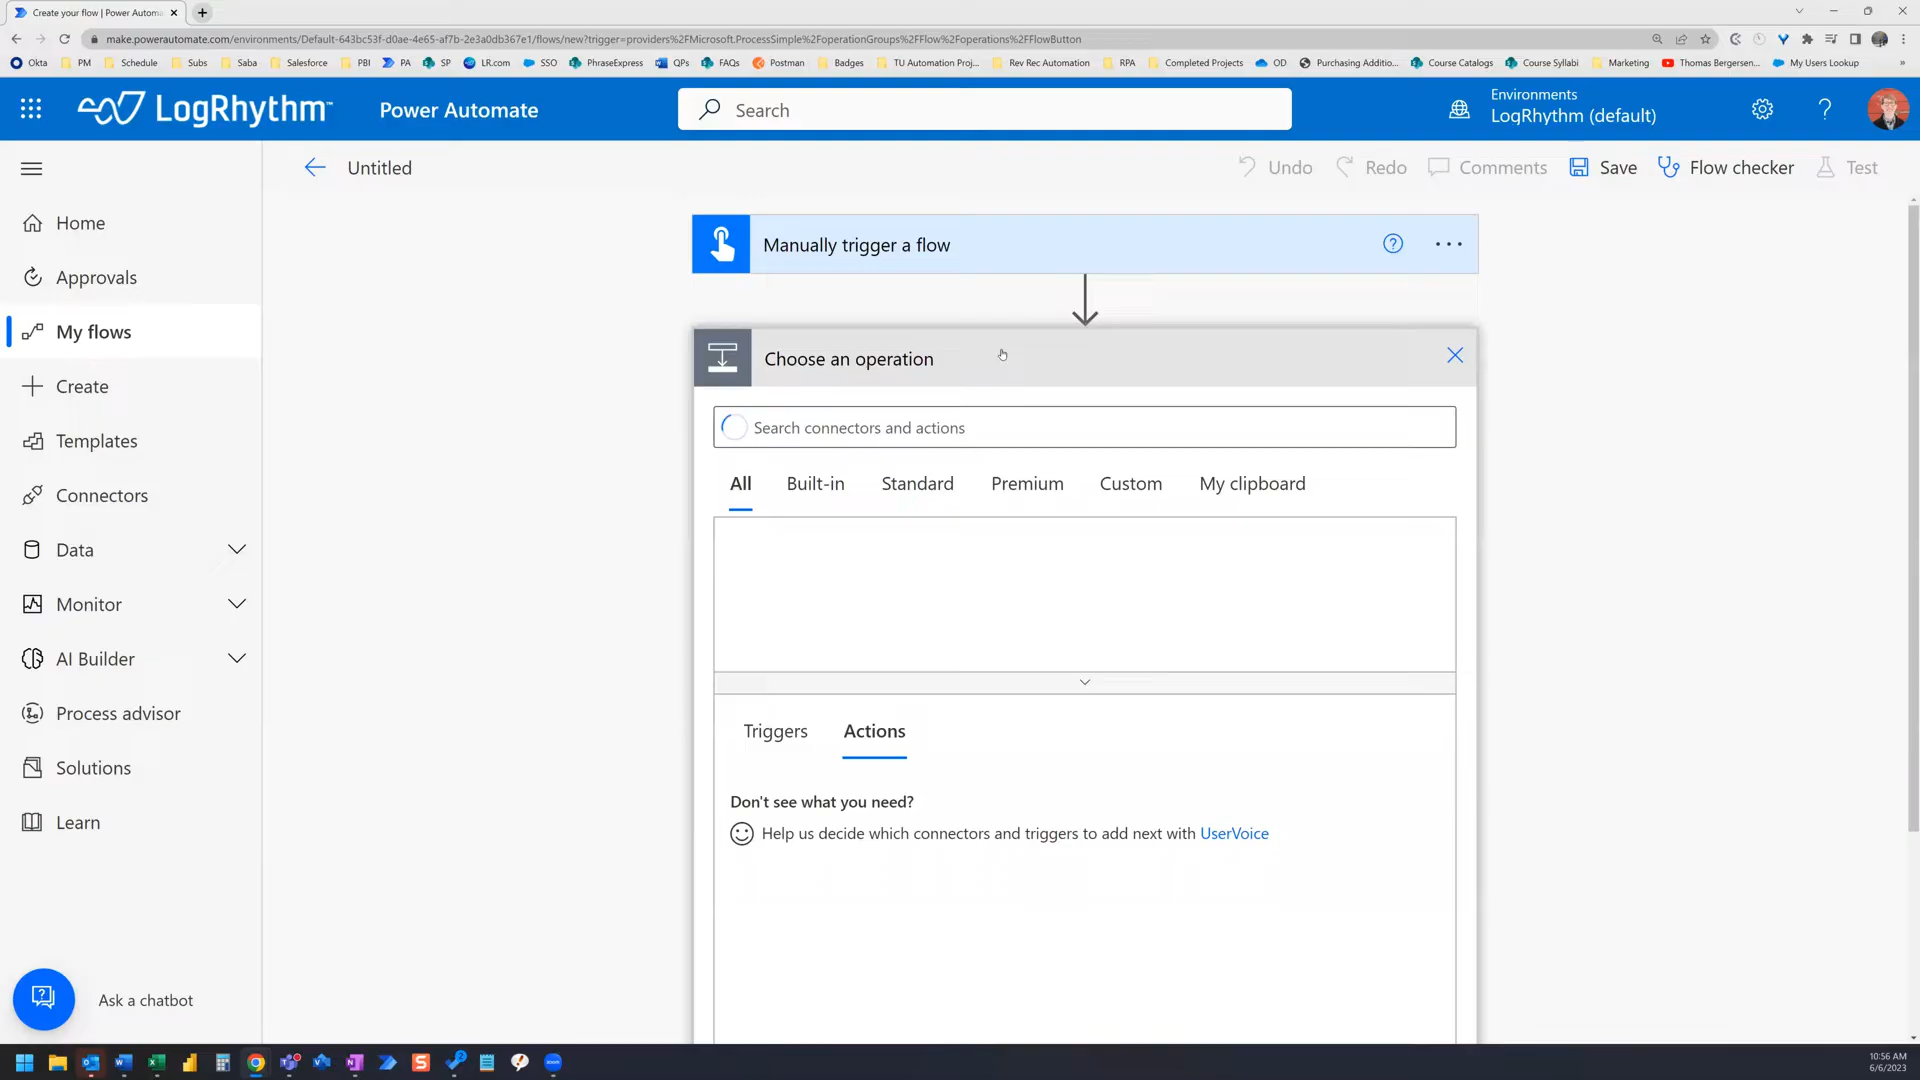 Create your flow | Power Automa
make.powerautomate.com/environments/Default-643bc53f-d0ae-4e65-af7b-2e3a0db367e1/flows/new?trigger=providers%2FMicrosoft.ProcessSimple%2FoperationGroups%2FFlow%2Foperations%2FFlowButton
Okta PM Schedule Subs Saba Salesforce PBI PA SP LR.com SSO PhraseExpress QPs FAQs Postman Badges TU Automation Proj... Rev Rec Automation RPA Completed Projects OD Purchasing Additio... Course Catalogs Course Syllabi Marketing Thomas Bergersen... My Users Lookup »
LogRhythm™ Power Automate Search Environments
LogRhythm (default)
Untitled Undo Redo Comments Save Flow checker Test
Home
Approvals
My flows
Create
Templates
Connectors
Data
Monitor
AI Builder
Process advisor
Solutions
Learn
Ask a chatbot
Manually trigger a flow
Choose an operation
Search connectors and actions
All Built-in Standard Premium Custom My clipboard
Triggers Actions
Don't see what you need?
Help us decide which connectors and triggers to add next with UserVoice
10:56 AM
6/6/2023